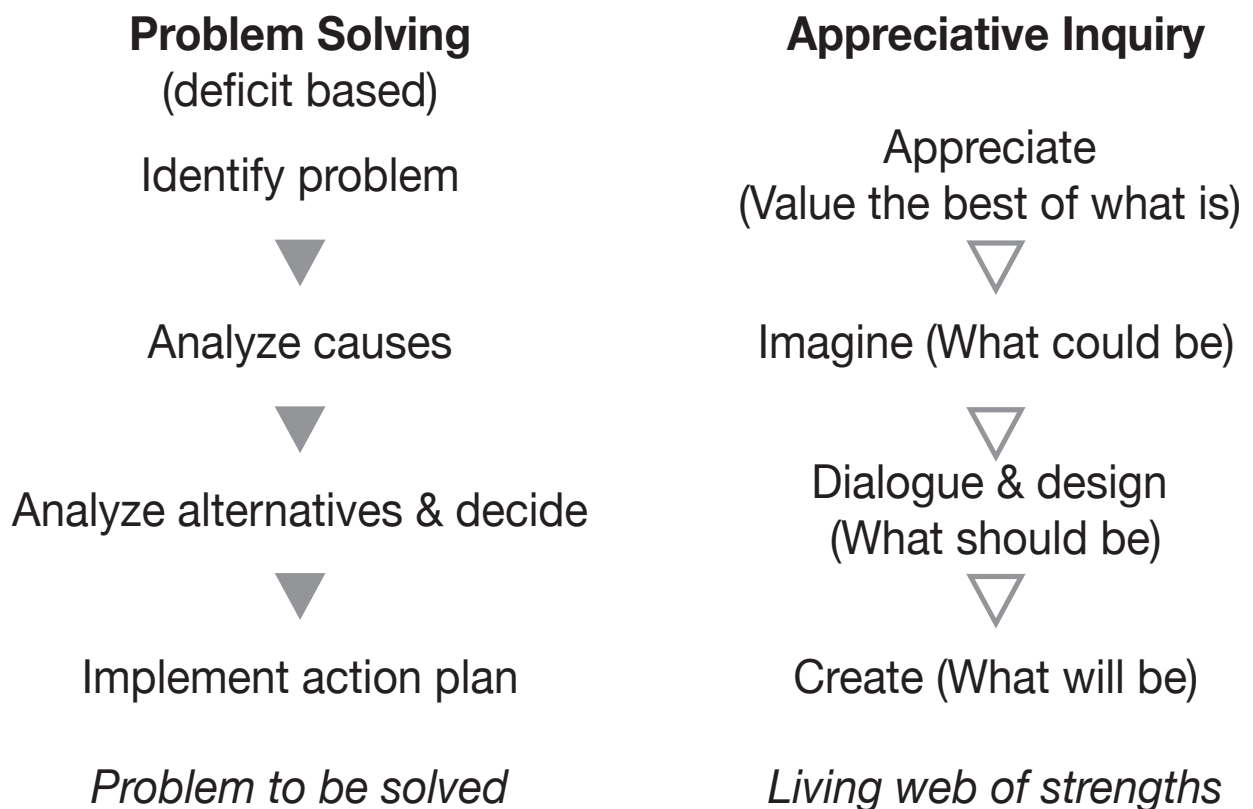 Problem Solving
(deficit based)
Identify problem
Analyze causes
Analyze alternatives & decide
Implement action plan
Problem to be solved
Appreciative Inquiry
Appreciate
(Value the best of what is)
Imagine (What could be)
Dialogue & design
(What should be)
Create (What will be)
Living web of strengths